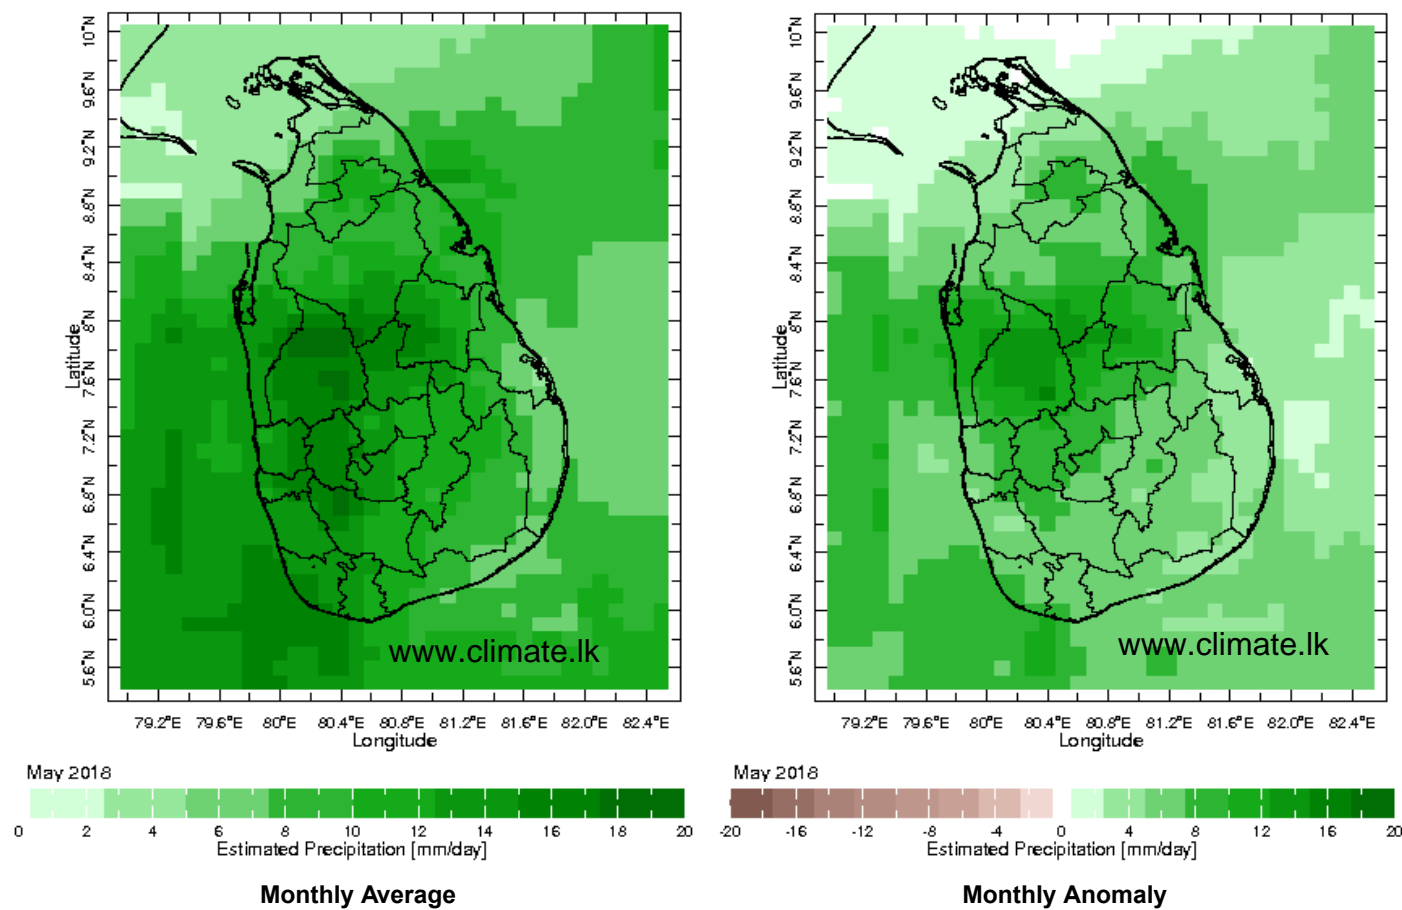 10°N
9.6°N
9.2°N
8.8°N
8.4°N
8°N
7.6°N
7.2°N
6.8°N
6.4°N
6.0°N
5.6°N
Latitude
www.climate.lk
79.2°E 79.6°E 80°E 80.4°E 80.8°E 81.2°E 81.6°E 82.0°E 82.4°E
Longitude
May 2018
0 2 4 6 8 10 12 14 16 18 20
Estimated Precipitation [mm/day]
Monthly Average
10°N
9.6°N
9.2°N
8.8°N
8.4°N
8°N
7.6°N
7.2°N
6.8°N
6.4°N
6.0°N
5.6°N
Latitude
www.climate.lk
79.2°E 79.6°E 80°E 80.4°E 80.8°E 81.2°E 81.6°E 82.0°E 82.4°E
Longitude
May 2018
-20 -16 -12 -8 -4 0 4 8 12 16 20
Estimated Precipitation [mm/day]
Monthly Anomaly